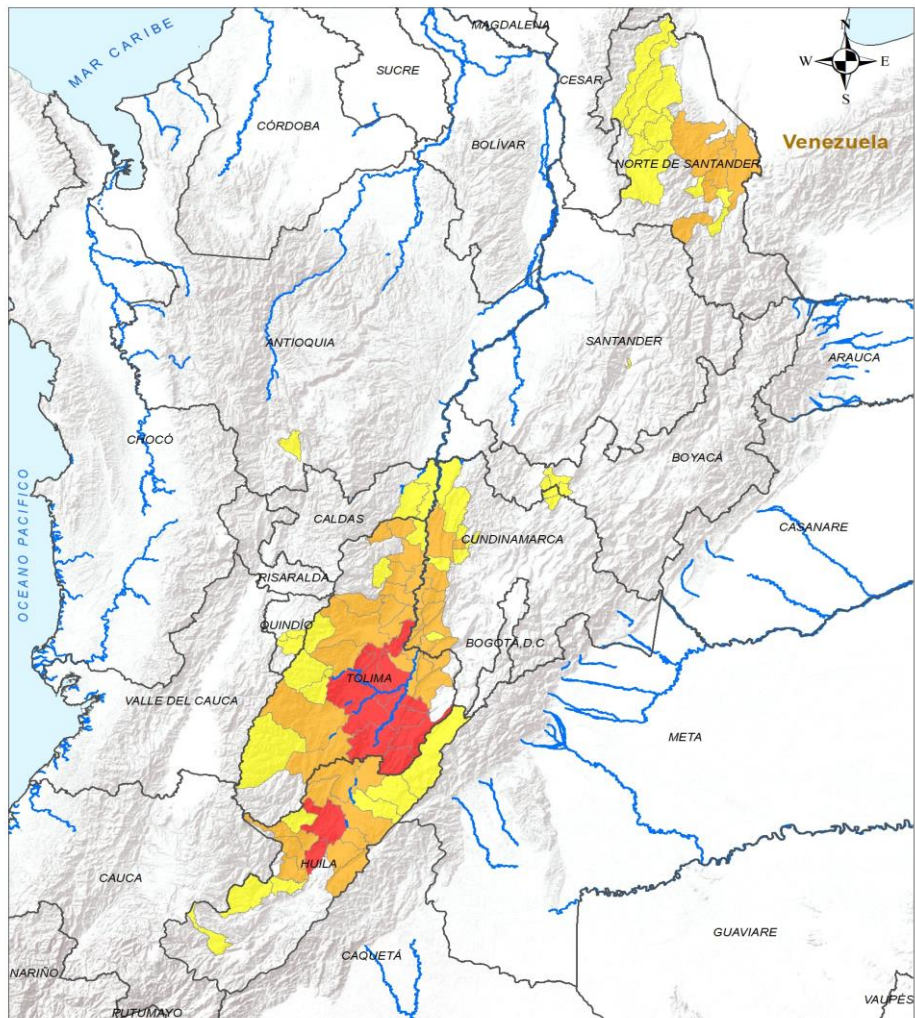 MAR CARIBE
MAGDALENA
N
W E
S
SUCRE
CESAR
CÓRDOBA
BOLÍVAR
Venezuela
NORTE DE SANTANDER
ANTIOQUIA
SANTANDER
ARAUCA
CHOCÓ
BOYACÁ
OCEANO PACIFICO
CALDAS
CUNDINAMARCA
CASANARE
RISARALDA
QUINDÍO
BOGOTÁ, D.C
TOLIMA
VALLE DEL CAUCA
META
HUILA
CAUCA
GUAVIARE
CAQUETÁ
NARIÑO
VAUPÉS
PUTUMAYO